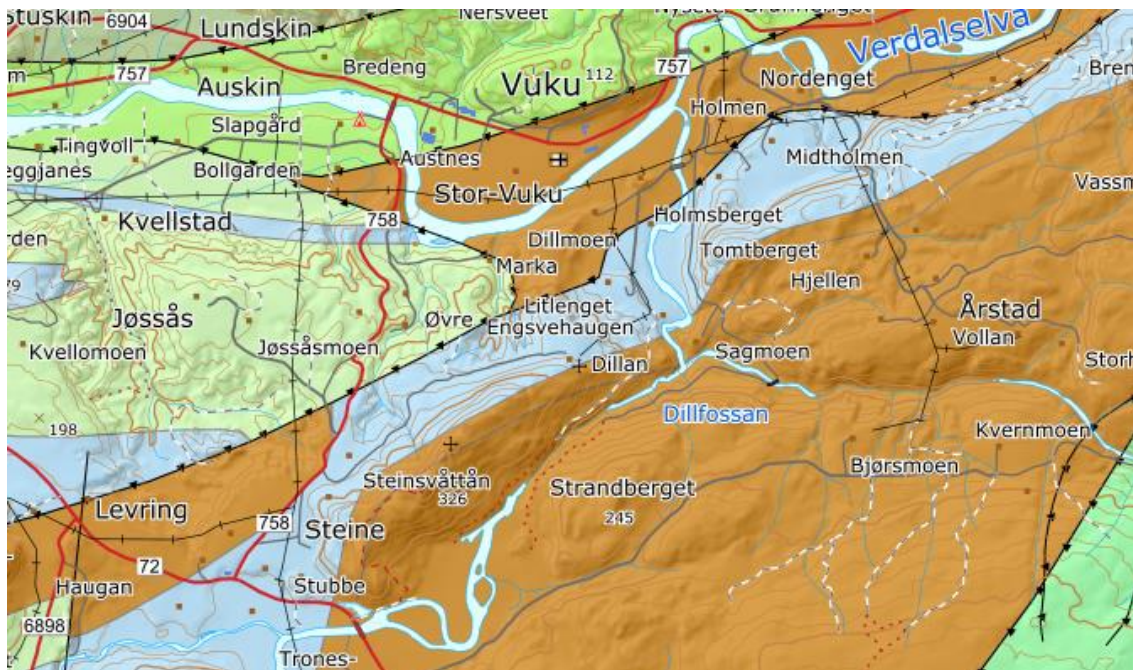 6904
Lundskin
Nersveet
757
Bredeng
Vuku
112
757
Verdalselva
Auskin
Nordenget
Holmen
Slapgård
Tingvoll
Austnes
Midtholmen
eggjanes
Bollgarden
Stor-Vuku
Kvellstad
758
Holmsberget
Dillmoen
Tomtberget
Marka
Hjellen
Litlenget
Jøssås
Øvre
Engsvehaugen
Årstad
Vollan
Kvellomoen
Jøssåsmoen
Dillan
Sagmoen
Dillfossan
198
Kvernmoen
Bjørsmoen
Steinsvåttån
326
Strandberget
245
Levring
758
Steine
72
Haugan
Stubbe
6898
Trones-